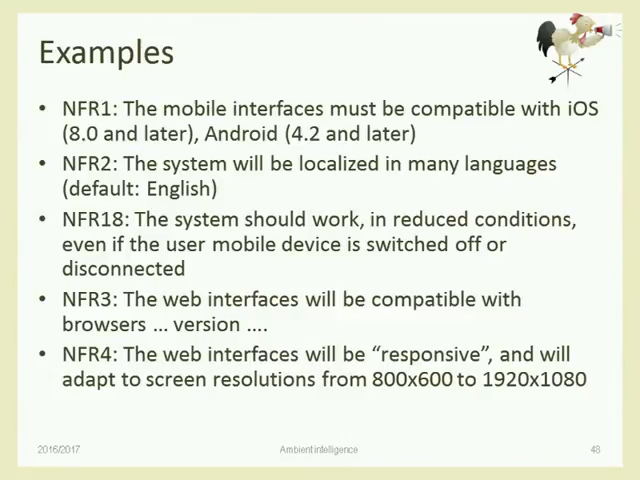 Examples
• NFR1: The mobile interfaces must be compatible with iOS
(8.0 and later), Android (4.2 and later)
• NFR2: The system will be localized in many languages
(default: English)
• NFR18: The system should work, in reduced conditions,
even if the user mobile device is switched off or
disconnected
• NFR3: The web interfaces will be compatible with
browsers … version ….
• NFR4: The web interfaces will be “responsive”, and will
adapt to screen resolutions from 800x600 to 1920x1080
2016/2017
Ambient intelligence
48